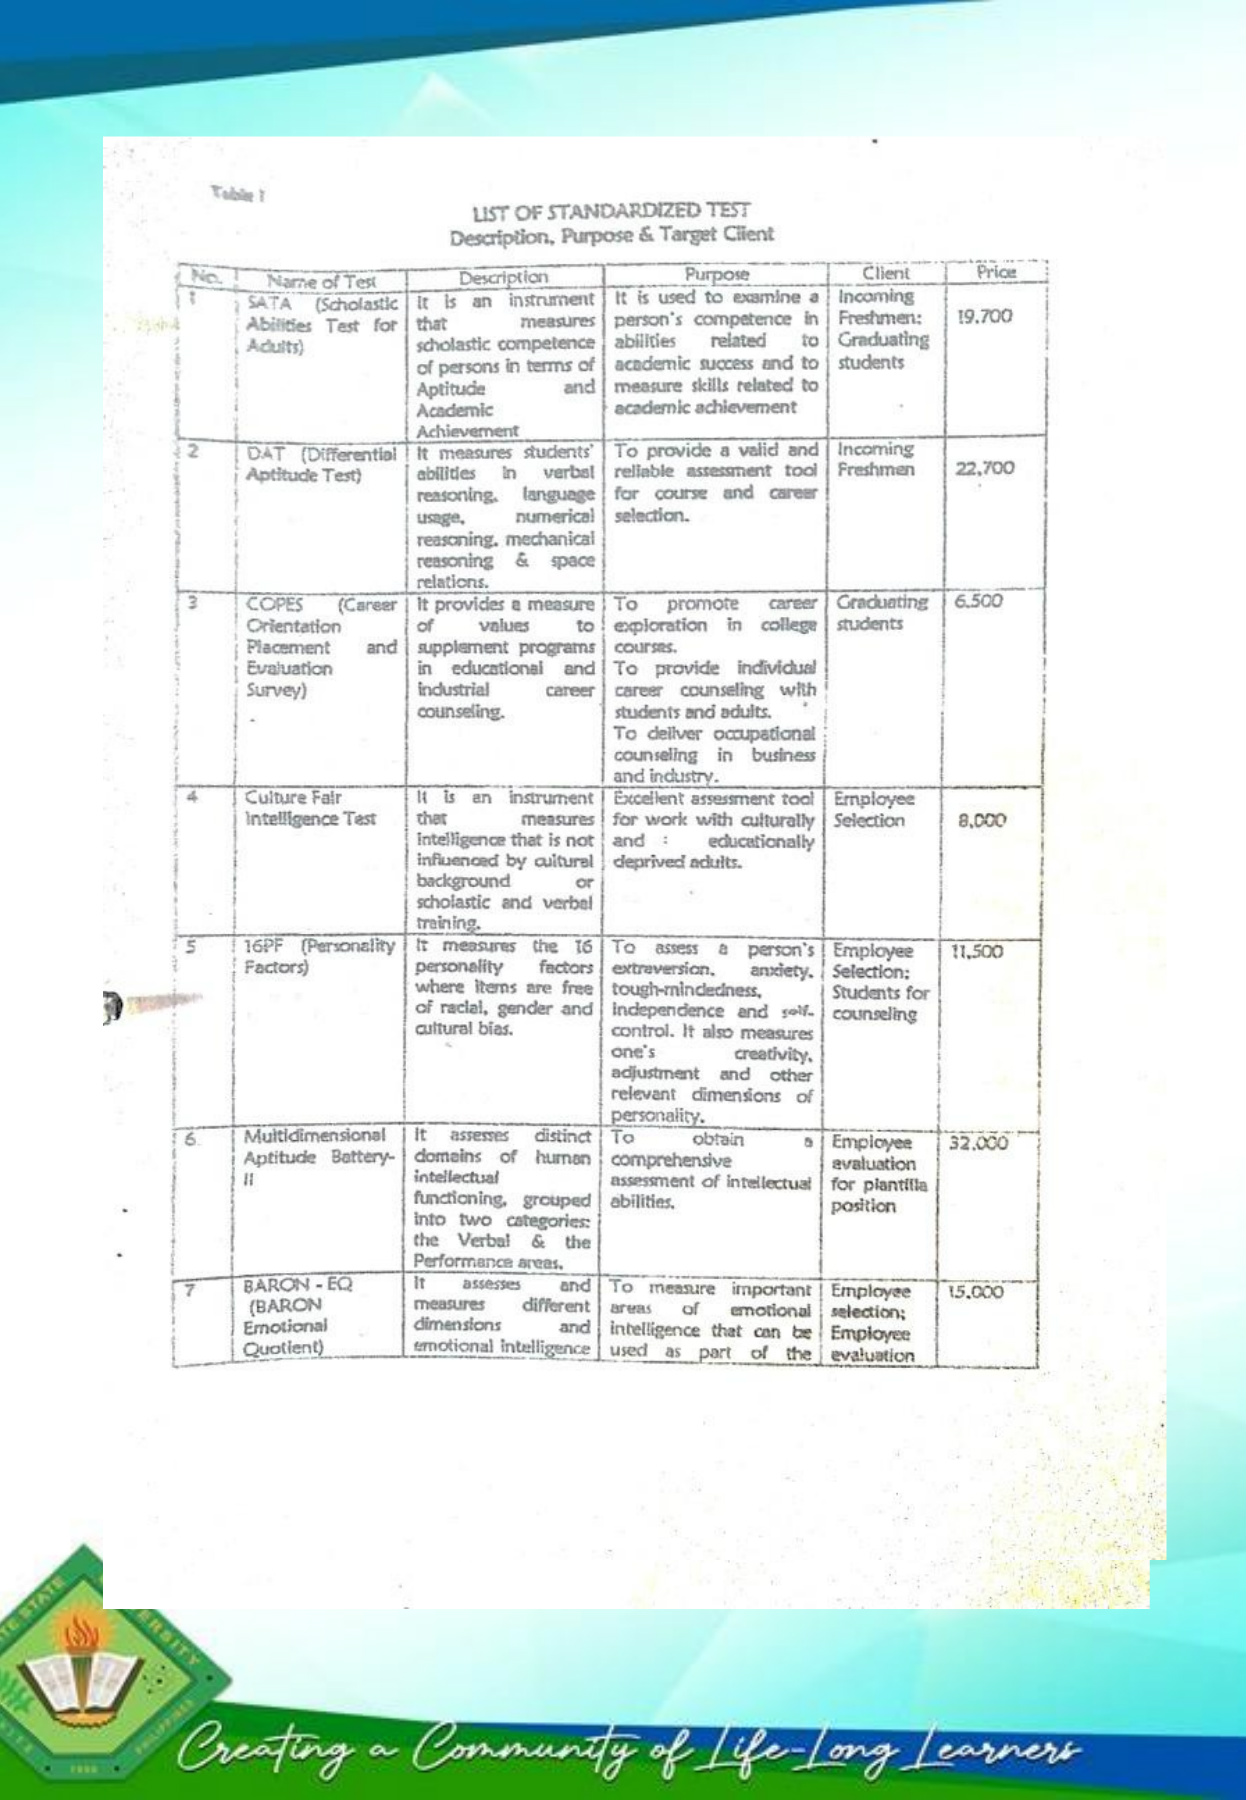 Table 1
LIST OF STANDARDIZED TEST
Description, Purpose & Target Client
No. Name of Test Description Purpose Client Price
1 SATA (Scholastic Abilities Test for Adults) It is an instrument that measures scholastic competence of persons in terms of Aptitude and Academic Achievement It is used to examine a person's competence in abilities related to academic success and to measure skills related to academic achievement Incoming Freshmen; Graduating students 19,700
2 DAT (Differential Aptitude Test) It measures students' abilities in verbal reasoning, language usage, numerical reasoning, mechanical reasoning & space relations. To provide a valid and reliable assessment tool for course and career selection. Incoming Freshmen 22,700
3 COPES (Career Orientation Placement and Evaluation Survey) It provides a measure of values to supplement programs in educational and industrial career counseling. To promote career exploration in college courses. To provide individual career counseling with students and adults. To deliver occupational counseling in business and industry. Graduating students 6,500
4 Culture Fair Intelligence Test It is an instrument that measures intelligence that is not influenced by cultural background or scholastic and verbal training. Excellent assessment tool for work with culturally and : educationally deprived adults. Employee Selection 8,000
5 16PF (Personality Factors) It measures the 16 personality factors where items are free of racial, gender and cultural bias. To assess a person's extraversion, anxiety, tough-mindedness, independence and self-control. It also measures one's creativity, adjustment and other relevant dimensions of personality. Employee Selection; Students for counseling 11,500
6 Multidimensional Aptitude Battery-II It assesses distinct domains of human intellectual functioning, grouped into two categories: the Verbal & the Performance areas. To obtain a comprehensive assessment of intellectual abilities. Employee evaluation for plantilla position 32,000
7 BARON - EQ (BARON Emotional Quotient) It assesses and measures different dimensions and emotional intelligence To measure important areas of emotional intelligence that can be used as part of the Employee selection; Employee evaluation 15,000
Creating a Community of Life-Long Learners